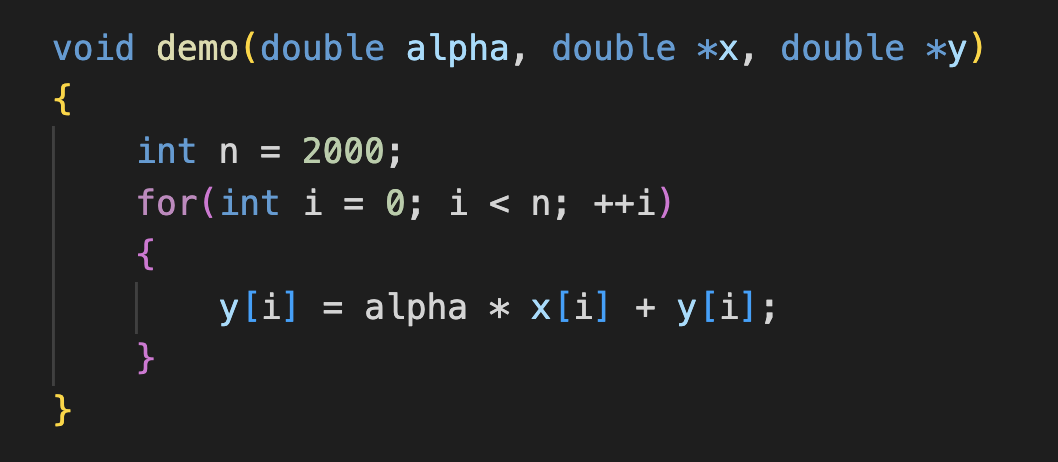 void demo(double alpha, double *x, double *y)
{
    int n = 2000;
    for(int i = 0; i < n; ++i)
    {
        y[i] = alpha * x[i] + y[i];
    }
}